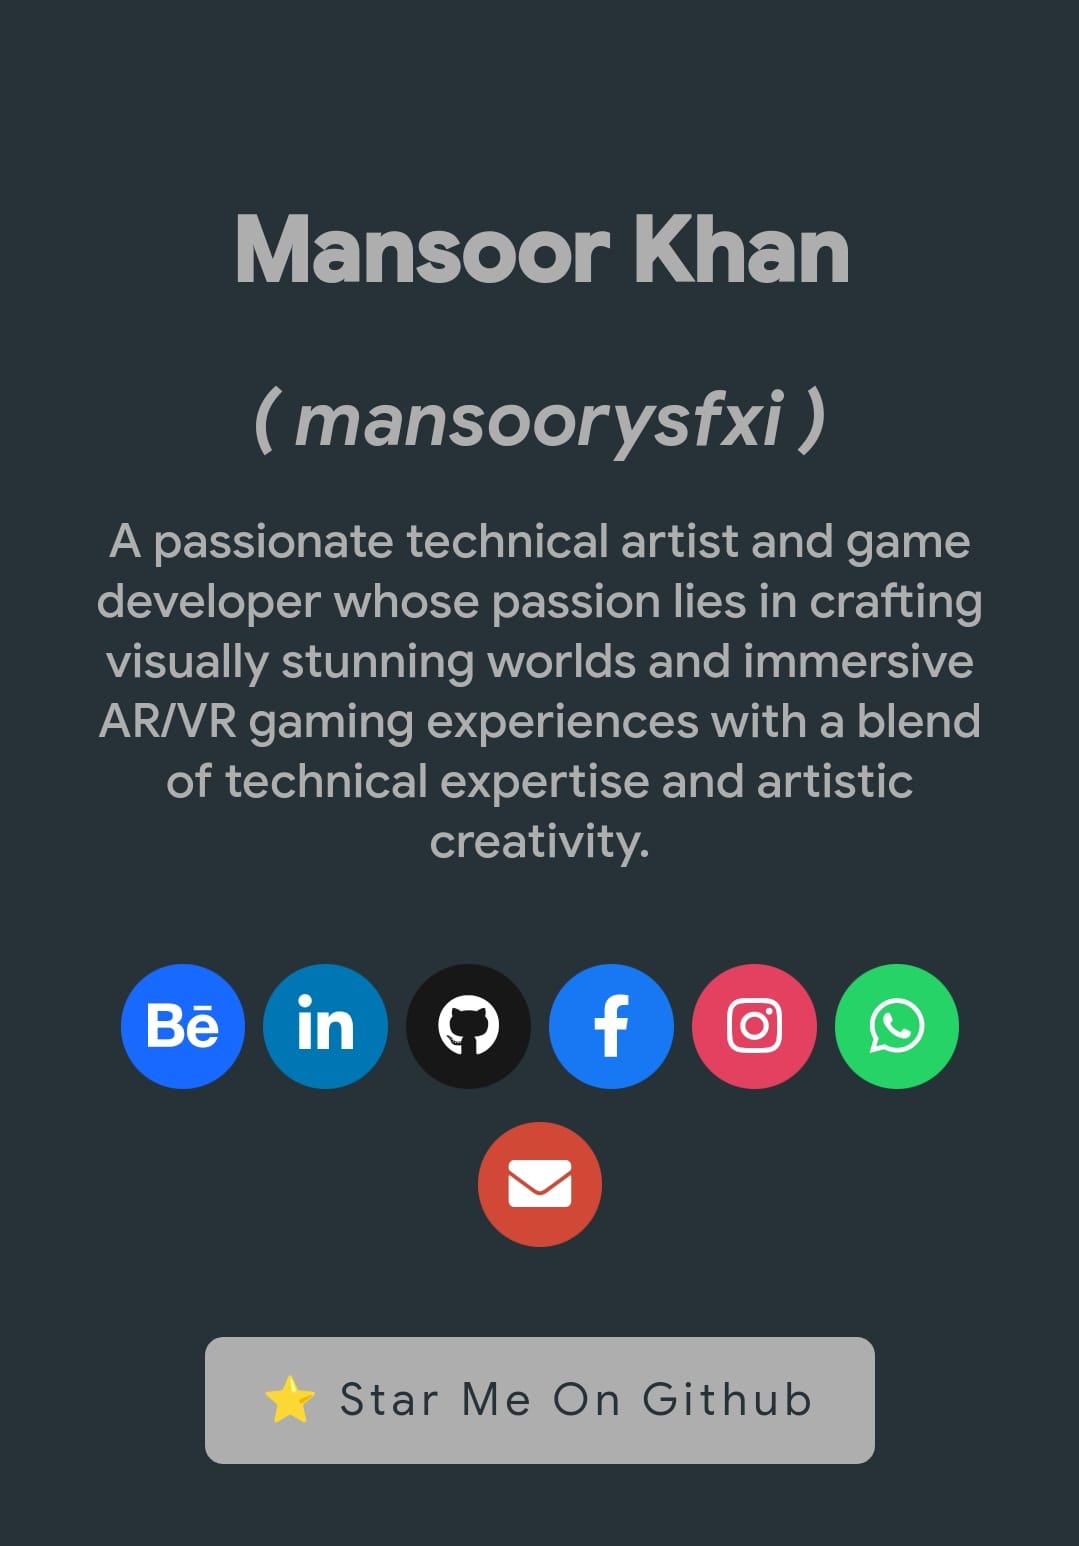 Mansoor Khan
( mansoorysfxi )
A passionate technical artist and game
developer whose passion lies in crafting
visually stunning worlds and immersive
AR/VR gaming experiences with a blend
of technical expertise and artistic
creativity.
Bē in f
⭐ Star Me On Github